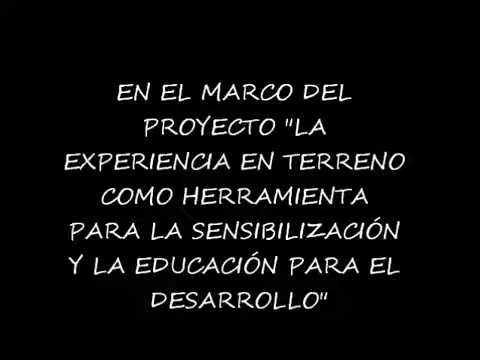 EN EL MARCO DEL
PROYECTO "LA
EXPERIENCIA EN TERRENO
COMO HERRAMIENTA
PARA LA SENSIBILIZACIÓN
Y LA EDUCACIÓN PARA EL
DESARROLLO"